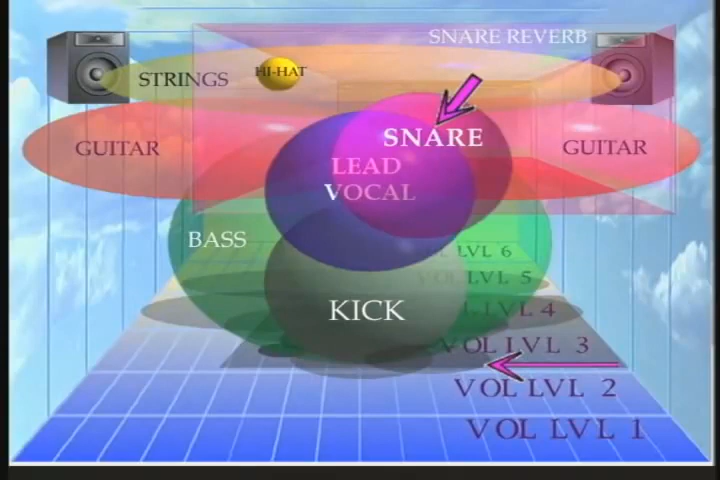 SNARE REVERB
STRINGS
HI-HAT
GUITAR
SNARE
GUITAR
LEAD
VOCAL
BASS
LVL 6
VOL LVL 5
LVL 4
KICK
VOL LVL 3
VOL LVL 2
VOL LVL 1